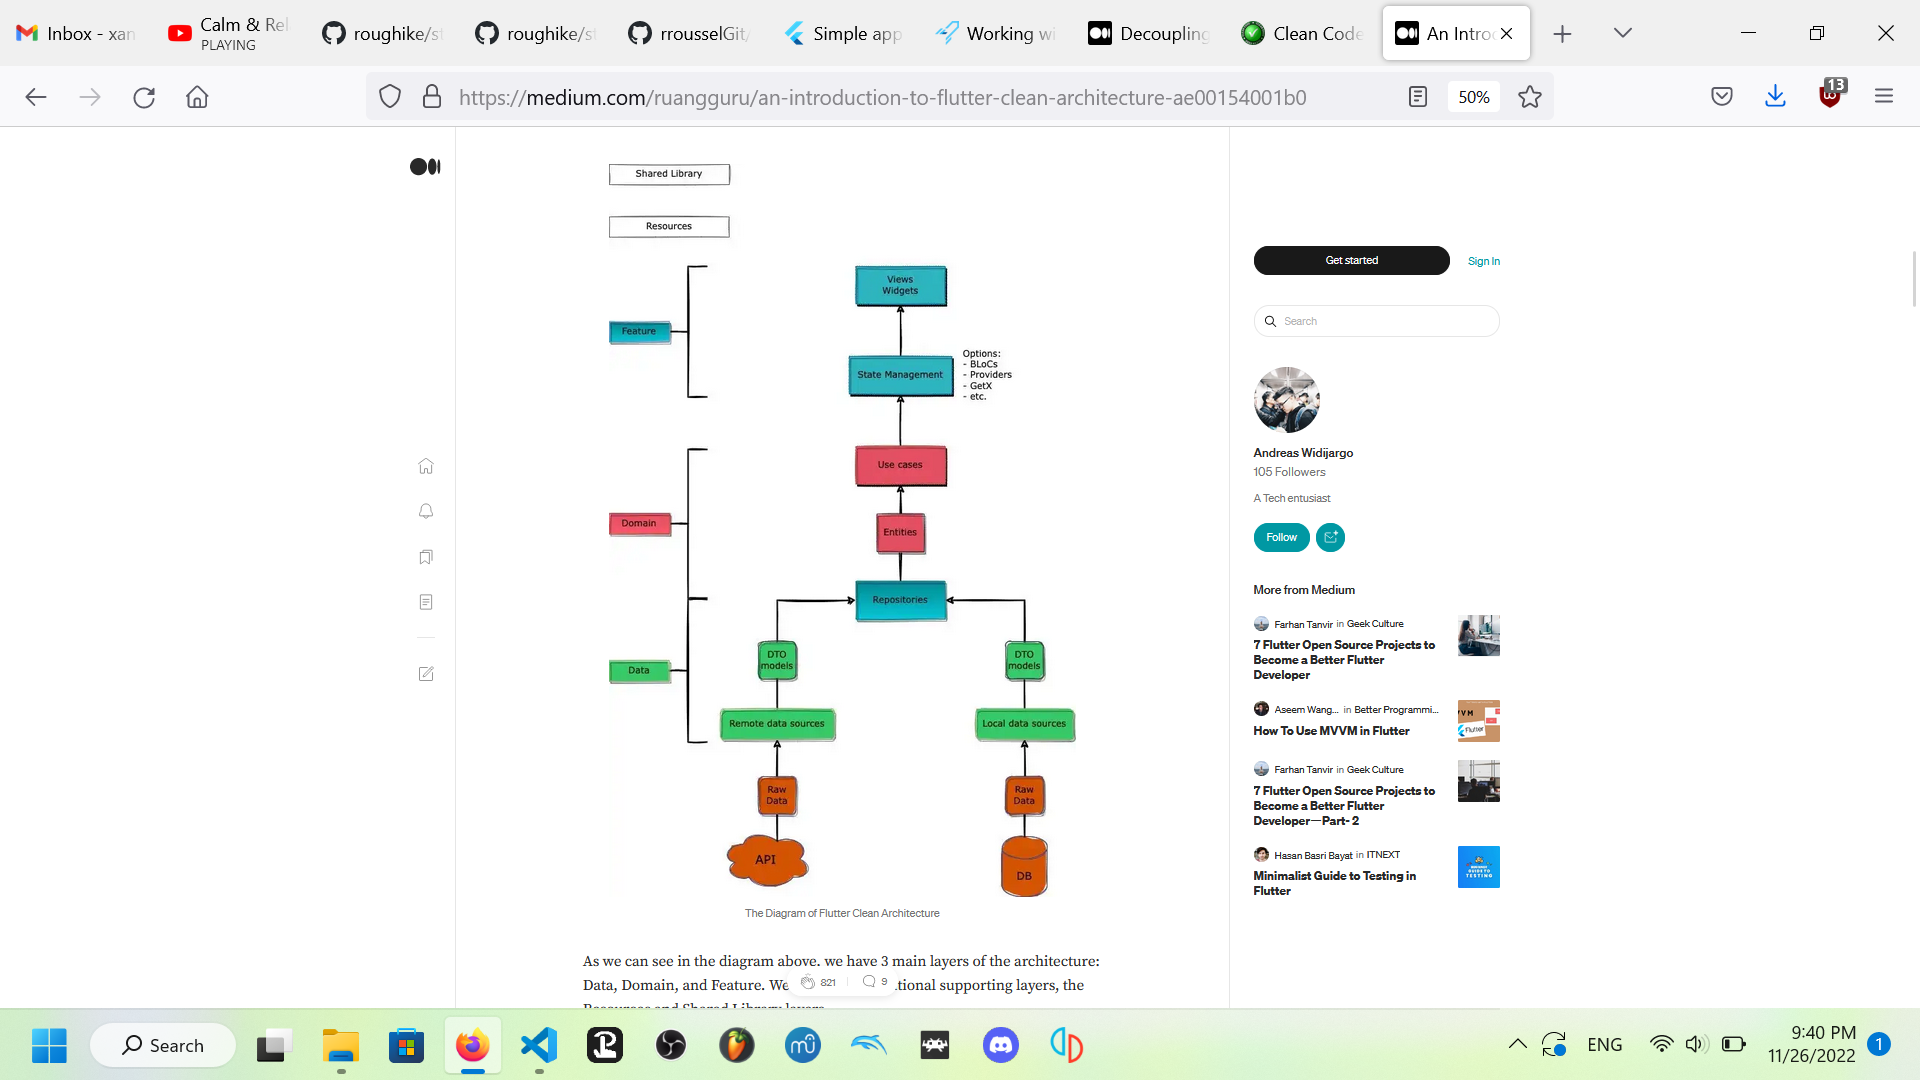 Inbox - xan
Calm & Rel
PLAYING
roughike/st
roughike/st
rrousselGit/
Simple app
Working wi
Decoupling
Clean Code
An Intro
https://medium.com/ruangguru/an-introduction-to-flutter-clean-architecture-ae00154001b0
50%
13
Shared Library
Resources
Feature
Views
Widgets
State Management
Options:
- BLoCs
- Providers
- GetX
- etc.
Use cases
Domain
Entities
Repositories
Data
DTO
models
DTO
models
Remote data sources
Local data sources
Raw
Data
Raw
Data
API
DB
The Diagram of Flutter Clean Architecture
As we can see in the diagram above. we have 3 main layers of the architecture:
Data, Domain, and Feature. We tional supporting layers, the
Resources and Shared Library layers
821
9
Get started
Sign In
Search
Andreas Widijargo
105 Followers
A Tech entusiast
Follow
More from Medium
Farhan Tanvir in Geek Culture
7 Flutter Open Source Projects to
Become a Better Flutter
Developer
Aseem Wang... in Better Programmi...
How To Use MVVM in Flutter
Farhan Tanvir in Geek Culture
7 Flutter Open Source Projects to
Become a Better Flutter
Developer—Part- 2
Hasan Basri Bayat in ITNEXT
Minimalist Guide to Testing in
Flutter
Search
ENG
9:40 PM
11/26/2022
1